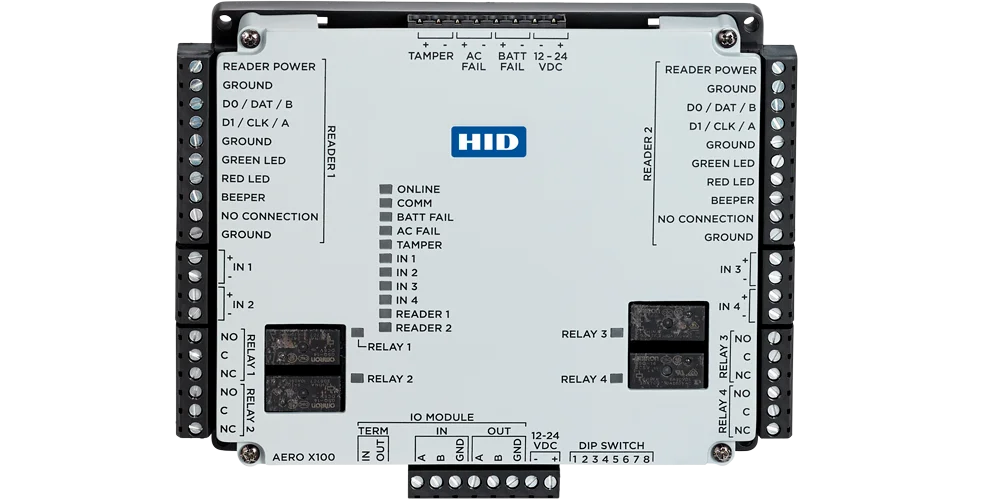 + - + - + - - +
TAMPER AC FAIL BATT FAIL 12 - 24 VDC
READER POWER
GROUND
D0 / DAT / B
D1 / CLK / A
GROUND
GREEN LED
RED LED
BEEPER
NO CONNECTION
GROUND
READER 1
+
IN 1
-
+
IN 2
-
NO
C
NC
RELAY 1
NO
C
NC
RELAY 2
HID
ONLINE
COMM
BATT FAIL
AC FAIL
TAMPER
IN 1
IN 2
IN 3
IN 4
READER 1
READER 2
RELAY 1
RELAY 2
READER 2
READER POWER
GROUND
D0 / DAT / B
D1 / CLK / A
GROUND
GREEN LED
RED LED
BEEPER
NO CONNECTION
GROUND
+
IN 3
-
+
IN 4
-
RELAY 3
RELAY 4
RELAY 3
NO
C
NC
RELAY 4
NO
C
NC
IO MODULE
TERM IN OUT 12-24 VDC
IN OUT A B GND A B GND - +
DIP SWITCH
1 2 3 4 5 6 7 8
AERO X100